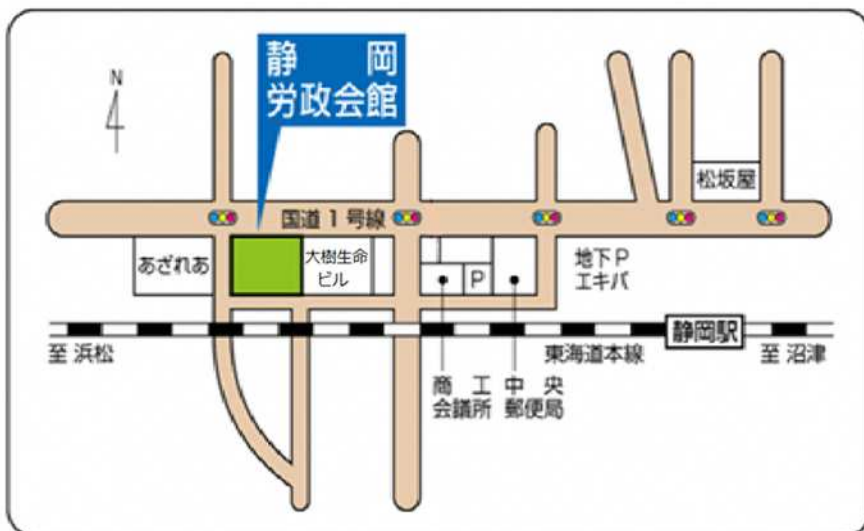 静 岡
労政会館
N
松坂屋
国道1号線
あざれあ
大樹生命
ビル
P
地下P
エキパ
静岡駅
至 浜松
東海道本線
至 沼津
商 工
会議所
中 央
郵便局